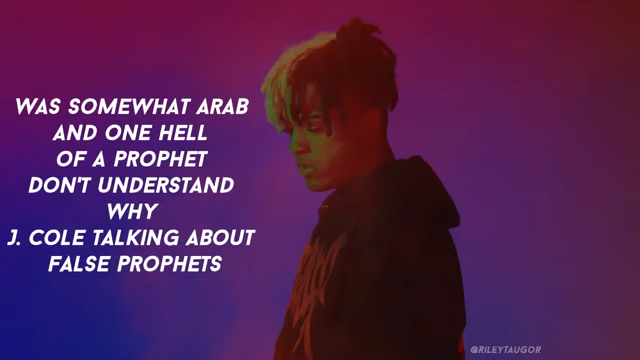 WAS SOMEWHAT ARAB
AND ONE HELL
OF A PROPHET
DON'T UNDERSTAND
WHY
J. COLE TALKING ABOUT
FALSE PROPHETS
@RILEYTAUGOR